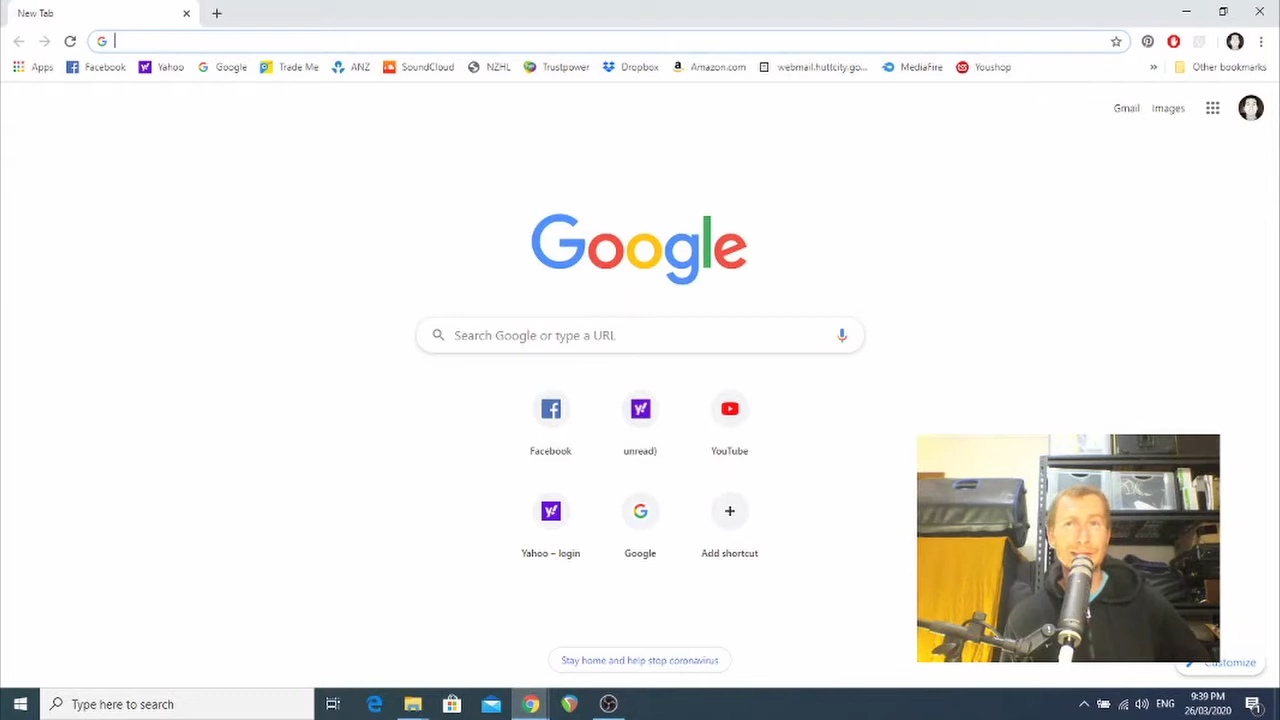 New Tab
Apps Facebook Yahoo Google Trade Me ANZ SoundCloud NZHL Trustpower Dropbox Amazon.com webmail.huttcity.go... MediaFire Youshop » Other bookmarks
Gmail Images
Google
Search Google or type a URL
Facebook unread) YouTube
Yahoo – login Google Add shortcut
Stay home and help stop coronavirus
Customize
Type here to search
ENG
9:39 PM
26/03/2020